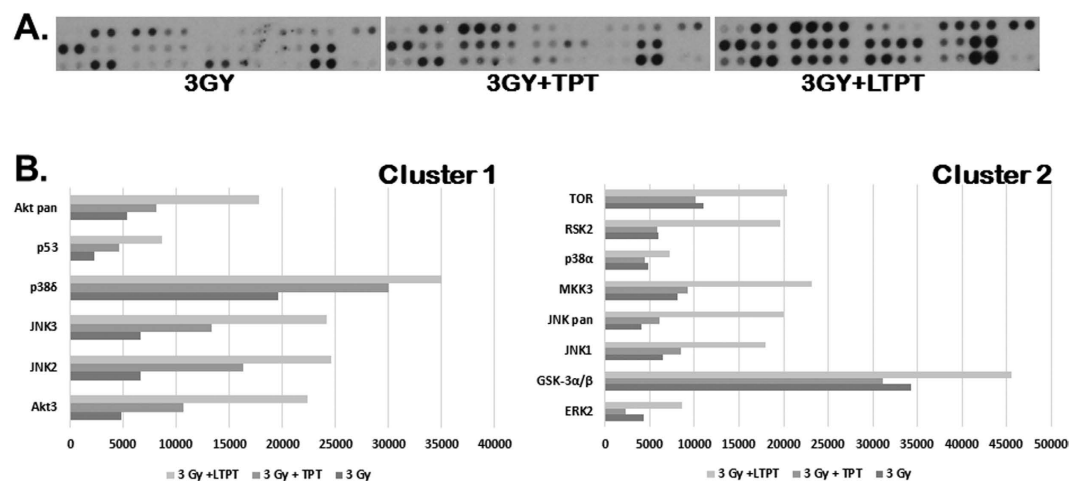 A.
3GY 3GY+TPT 3GY+LTPT
B.
Cluster 1
Akt pan
p53
p38δ
JNK3
JNK2
Akt3
0 5000 10000 15000 20000 25000 30000 35000 40000
3 Gy +LTPT 3 Gy + TPT 3 Gy
Cluster 2
TOR
RSK2
p38α
MKK3
JNK pan
JNK1
GSK-3α/β
ERK2
0 5000 10000 15000 20000 25000 30000 35000 40000 45000 50000
3 Gy +LTPT 3 Gy + TPT 3 Gy